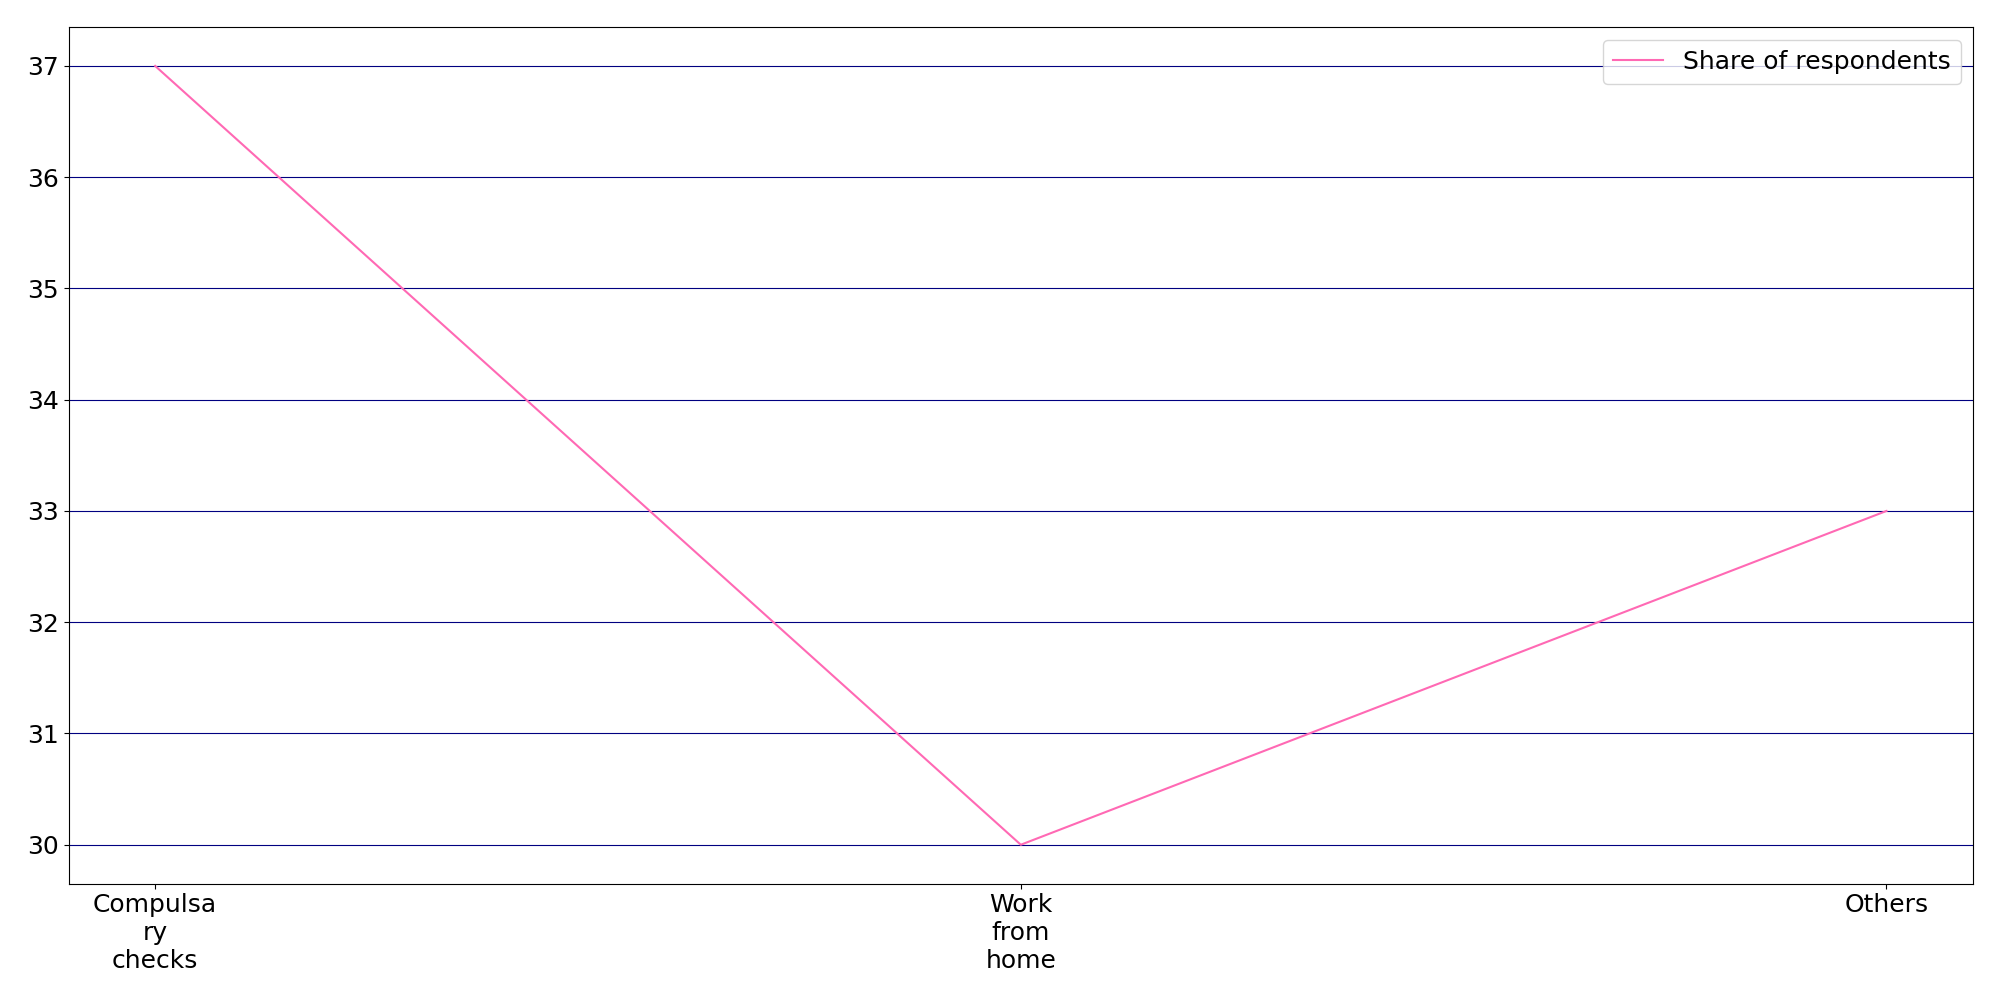 Share of respondents
37
36
35
34
33
32
31
30
Compulsa
ry
checks
Work
from
home
Others